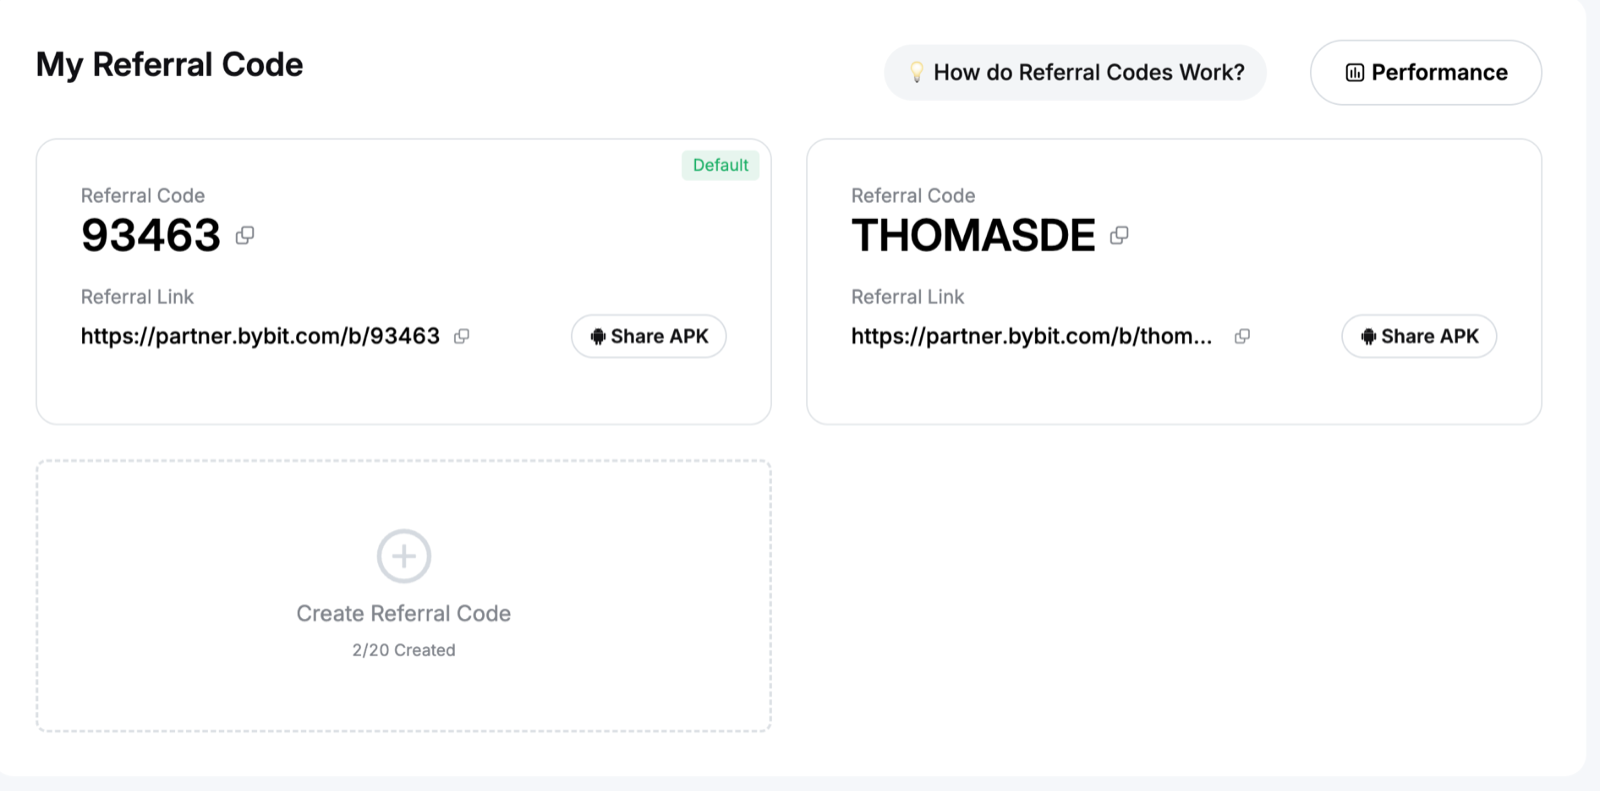 My Referral Code
💡 How do Referral Codes Work?
Performance
Default
Referral Code
93463
Referral Link
https://partner.bybit.com/b/93463
Share APK
Referral Code
THOMASDE
Referral Link
https://partner.bybit.com/b/thom...
Share APK
Create Referral Code
2/20 Created